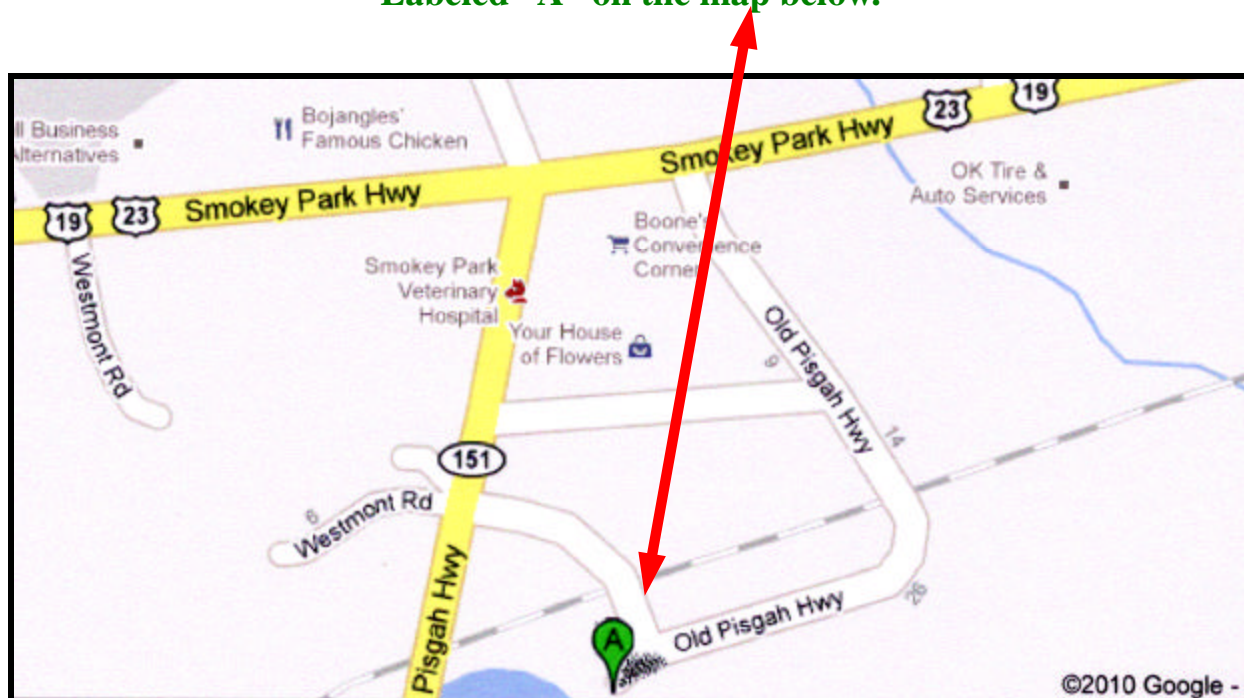 Labeled "A" on the map below.
23
19
Bojangles'
Famous Chicken
ll Business
Alternatives
Smokey Park Hwy
OK Tire &
Auto Services
19
23
Smokey Park Hwy
Boone's
Convenience
Corner
Westmont Rd
Smokey Park
Veterinary
Hospital
Your House
of Flowers
Old Pisgah Hwy
9
14
151
6
Westmont Rd
Pisgah Hwy
26
Old Pisgah Hwy
A
©2010 Google -